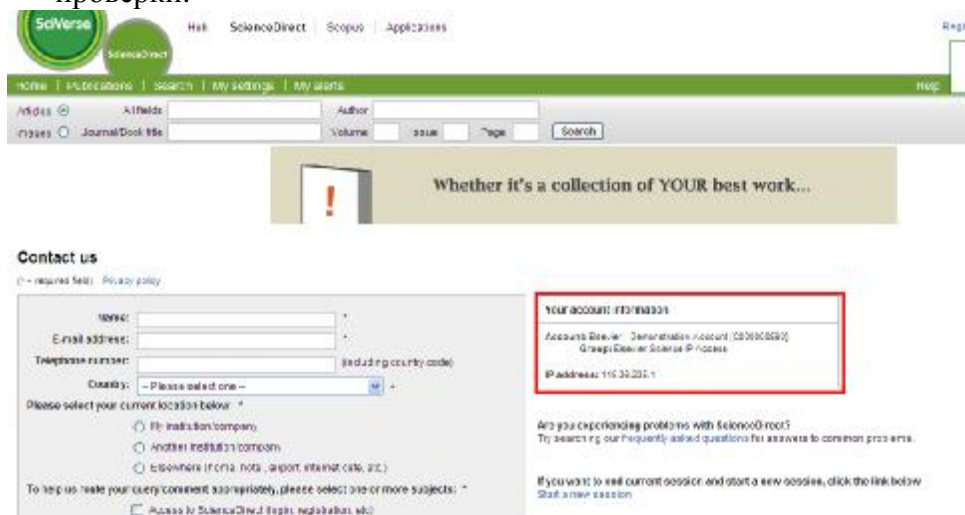 проверки.
SciVerse
ScienceDirect
Hub ScienceDirect Scopus Applications
Regi
Home Publications Search My settings My alerts
Help
Articles All fields Author
Images Journal/Book title Volume Issue Page Search
Whether it's a collection of YOUR best work...
Contact us
(* = required field) Privacy policy
Name: *
E-mail address: *
Telephone number: (including country code)
Country: -- Please select one -- *
Please select your current location below: *
My institution/company
Another institution/company
Elsewhere (home, hotel, airport, internet cafe, etc.)
To help us route your query/comment appropriately, please select one or more subjects: *
Access to ScienceDirect (login, registration, etc)
Your account information
Account: Elsevier Demonstration Account
Group: Elsevier Science IP Access
IP address:
Are you experiencing problems with ScienceDirect?
Try searching our frequently asked questions for answers to common problems.
If you want to end current session and start a new session, click the link below
Start a new session